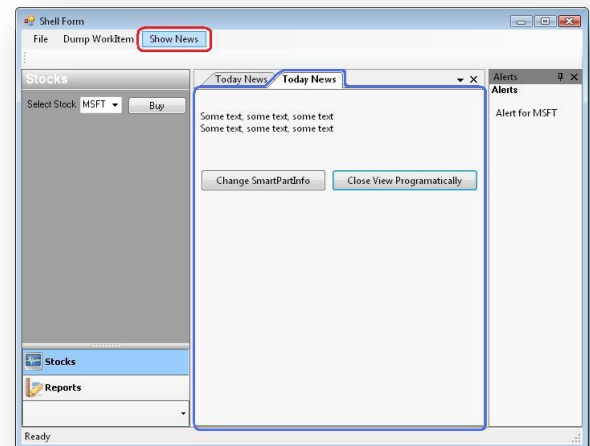 Shell Form
File Dump WorkItem Show News
Stocks
Select Stock MSFT Buy
Today News Today News
Some text, some text, some text
Some text, some text, some text
Change SmartPartInfo Close View Programatically
Alerts
Alerts
Alert for MSFT
Stocks
Reports
Ready